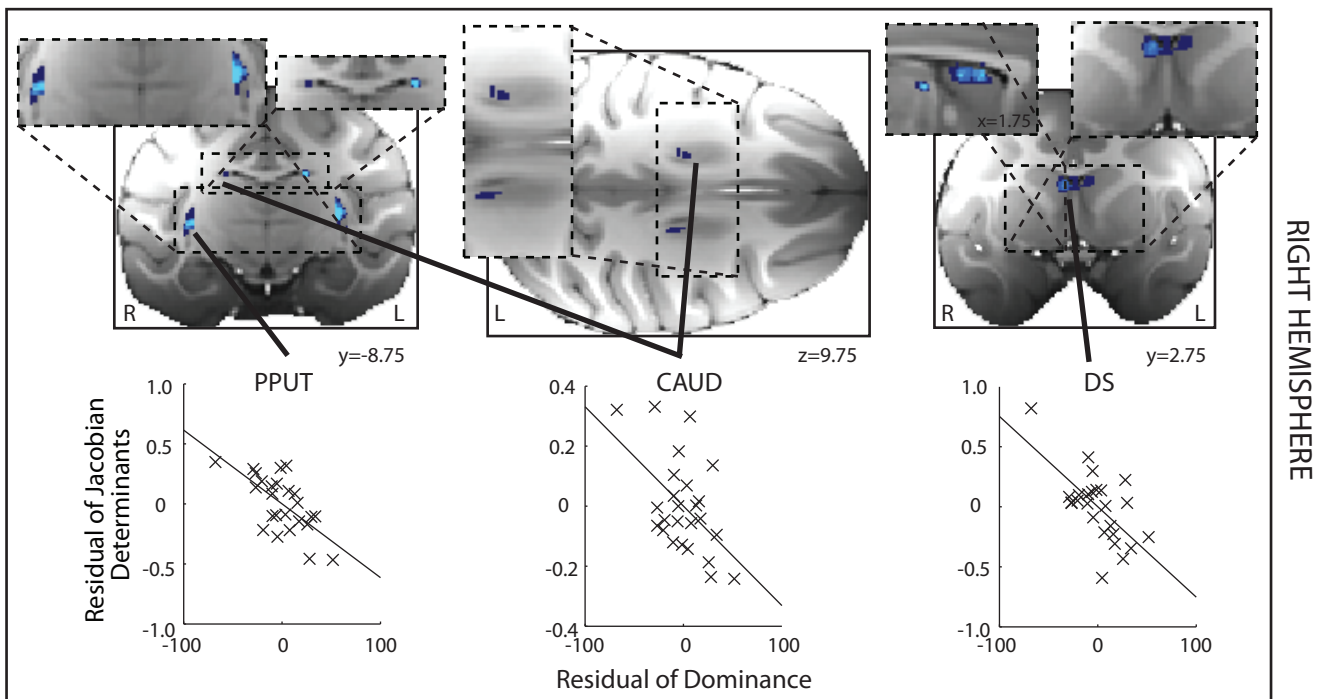 x=1.75
R
L
L
R
L
y=-8.75
z=9.75
y=2.75
PPUT
CAUD
DS
RIGHT HEMISPHERE
Residual of Jacobian
Determinants
1.0
0.5
0
-0.5
-1.0
-100
0
100
0.4
0.2
0
-0.2
-0.4
-100
0
100
1.0
0.5
0
-0.5
-1.0
-100
0
100
Residual of Dominance